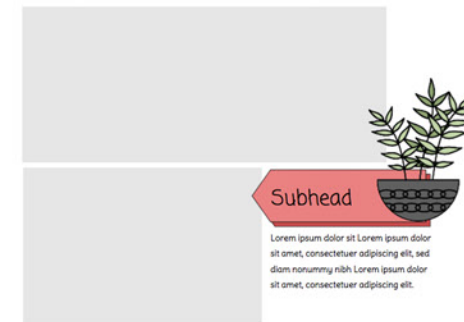 Subhead
Lorem ipsum dolor sit Lorem ipsum dolor
sit amet, consectetuer adipiscing elit, sed
diam nonummy nibh Lorem ipsum dolor
sit amet, consectetuer adipiscing elit.